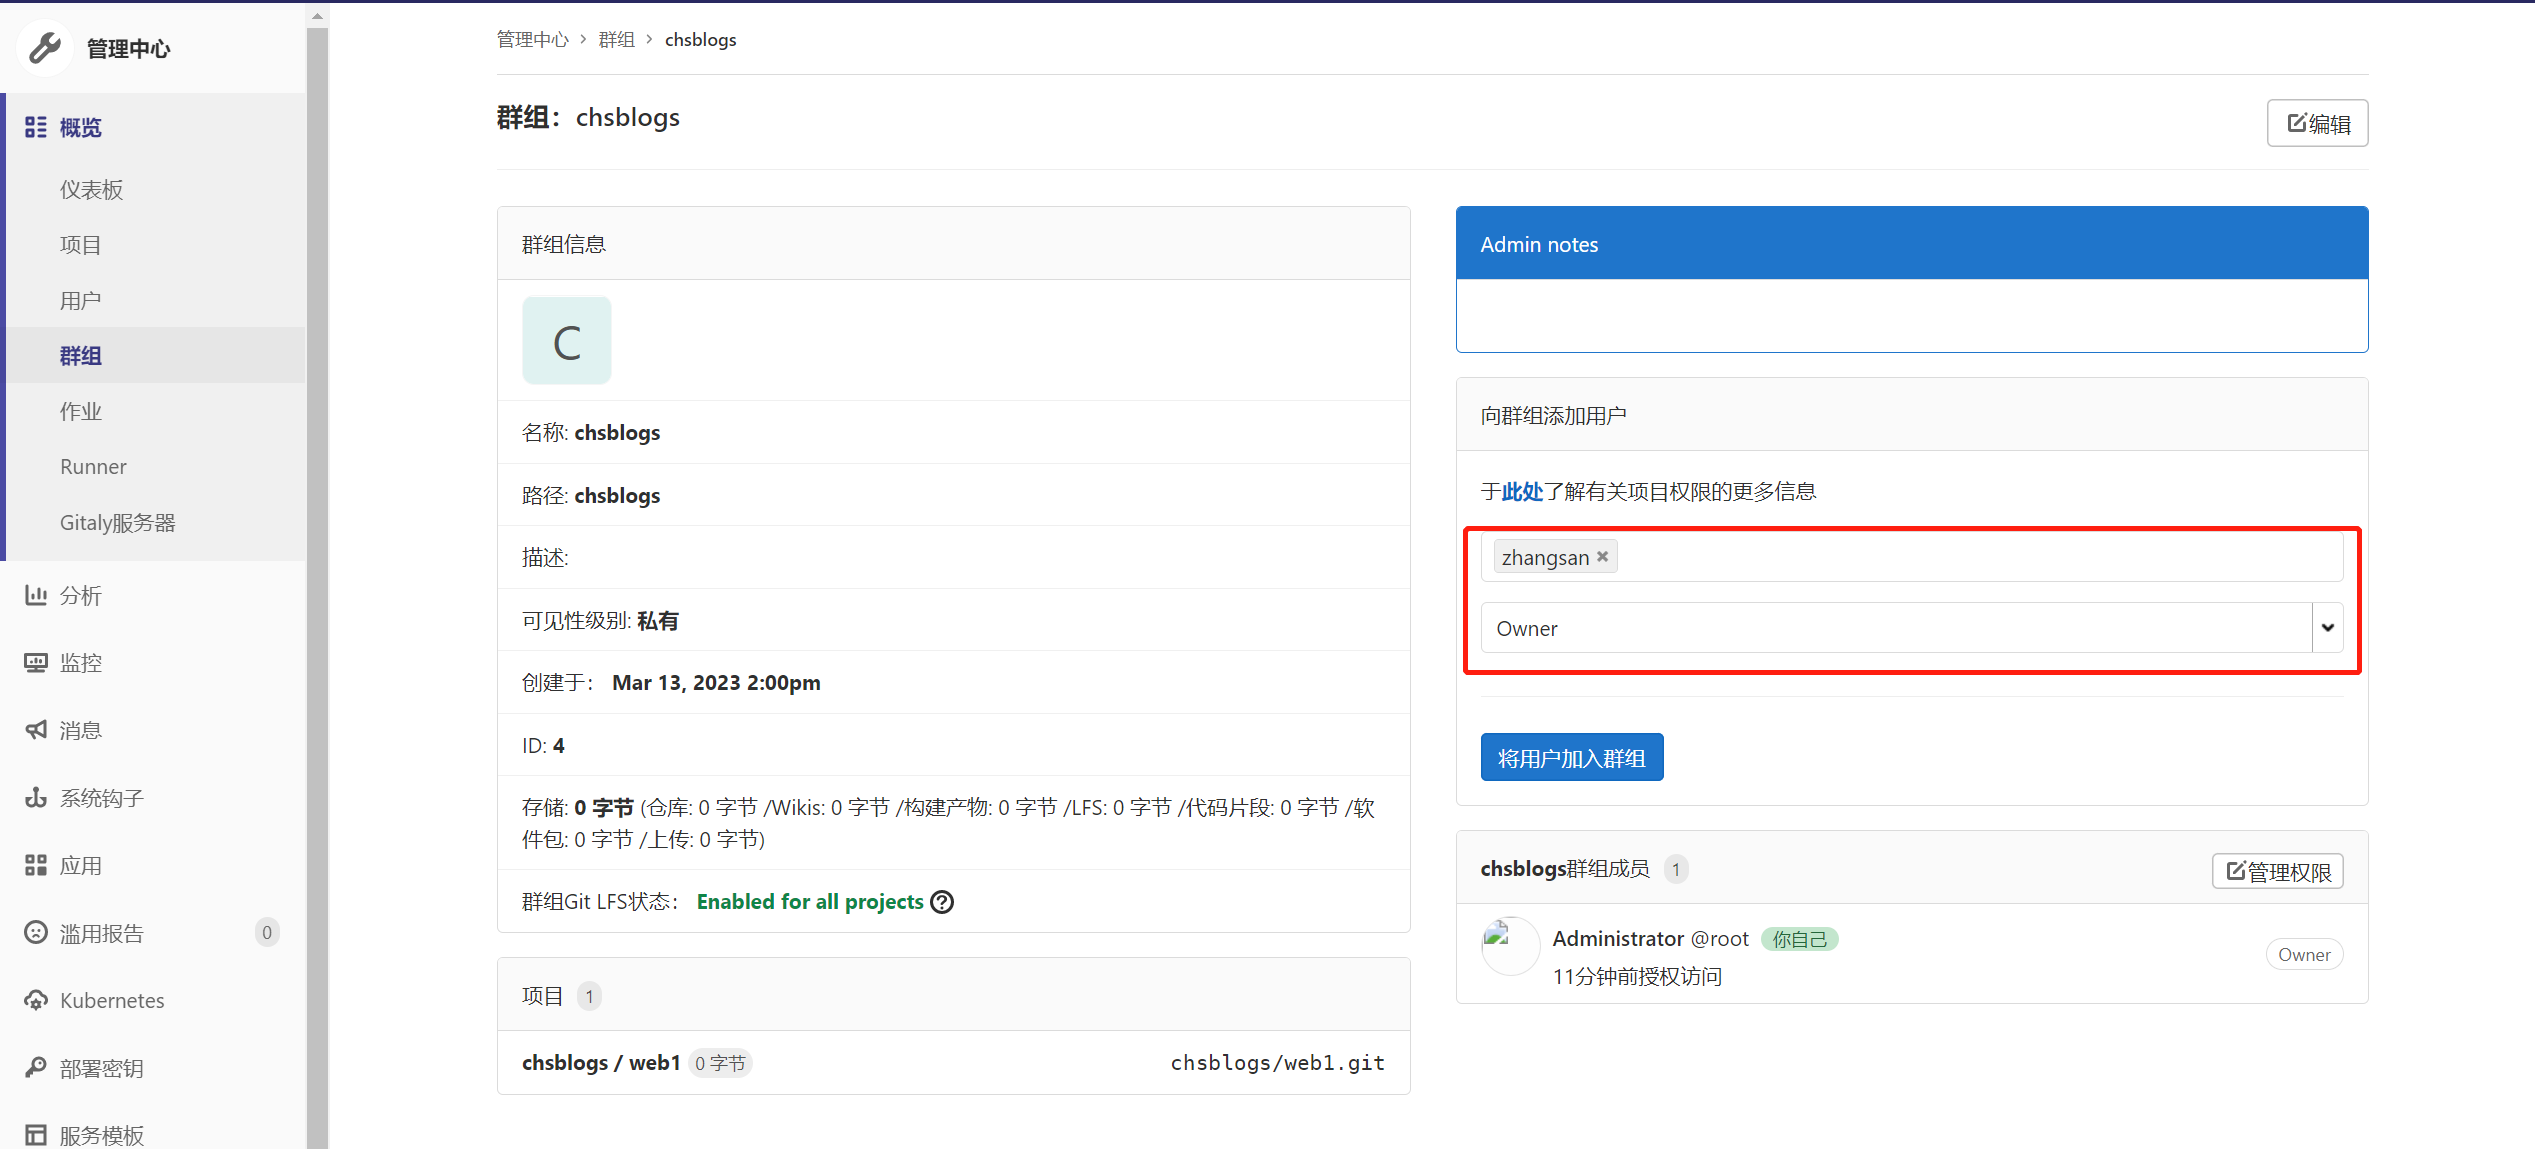 管理中心
概览
仪表板
项目
用户
群组
作业
Runner
Gitaly服务器
分析
监控
消息
系统钩子
应用
滥用报告 0
Kubernetes
部署密钥
服务模板
管理中心 › 群组 › chsblogs
群组：chsblogs
编辑
群组信息
C
名称: chsblogs
路径: chsblogs
描述:
可见性级别: 私有
创建于： Mar 13, 2023 2:00pm
ID: 4
存储: 0 字节 (仓库: 0 字节 /Wikis: 0 字节 /构建产物: 0 字节 /LFS: 0 字节 /代码片段: 0 字节 /软
件包: 0 字节 /上传: 0 字节)
群组Git LFS状态： Enabled for all projects
项目 1
chsblogs / web1 0 字节 chsblogs/web1.git
Admin notes
向群组添加用户
于此处了解有关项目权限的更多信息
zhangsan
Owner
将用户加入群组
chsblogs群组成员 1
管理权限
Administrator @root 你自己
11分钟前授权访问
Owner